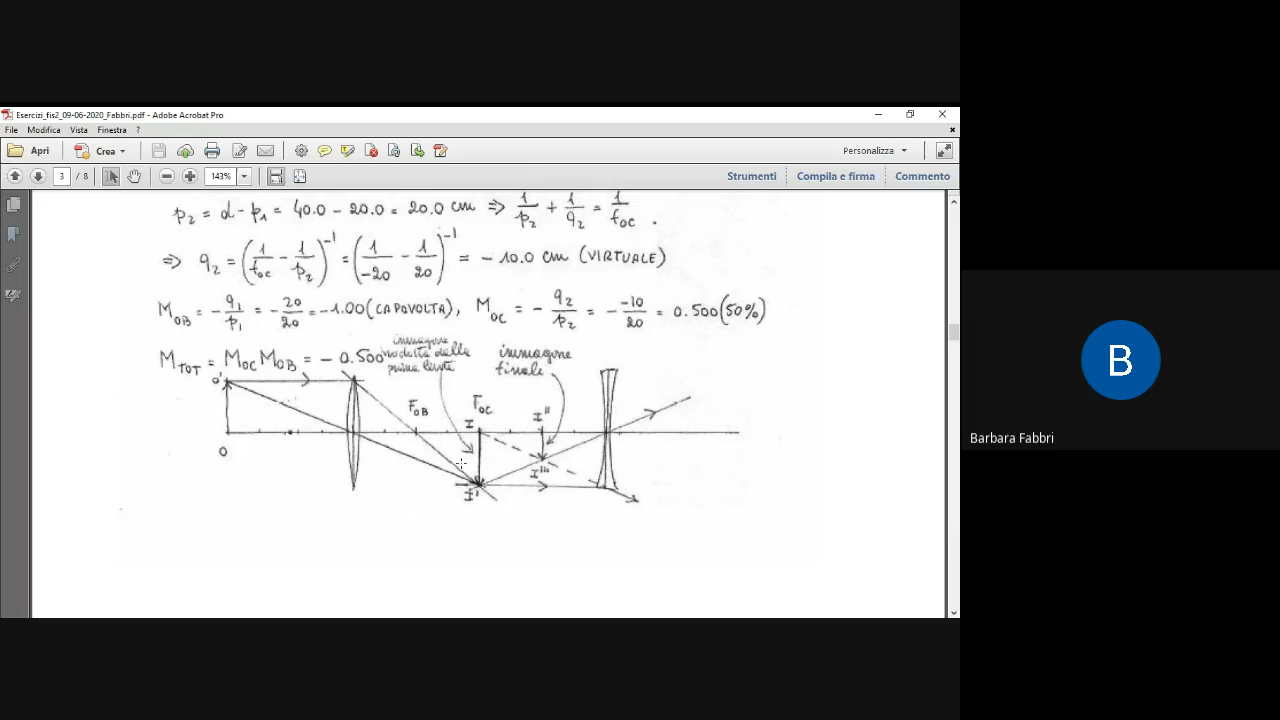 Esercizi_fis2_09-06-2020_Fabbri.pdf - Adobe Acrobat Pro
File Modifica Vista Finestra ?
Apri Crea Personalizza
3 / 8 143% Strumenti Compila e firma Commento
p₂ = d - p₁ = 40.0 - 20.0 = 20.0 cm ⇒ 1/p₂ + 1/q₂ = 1/f_OC .
⇒ q₂ = (1/f_OC - 1/p₂)⁻¹ = (1/-20 - 1/20)⁻¹ = - 10.0 cm (VIRTUALE)
M_OB = - q₁/p₁ = - 20/20 = -1.00 (CAPOVOLTA), M_OC = - q₂/p₂ = - -10/20 = 0.500 (50%)
M_TOT = M_OC M_OB = - 0.500
immagine
prodotta dalla
prima lente
immagine
finale
O'
F_OB
F_OC
I
I''
O
I'''
I'
B
Barbara Fabbri